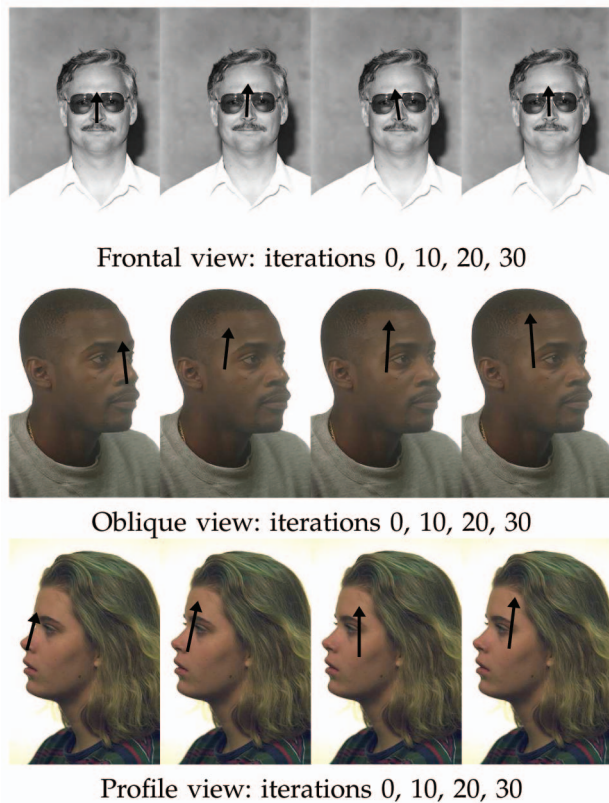 Frontal view: iterations 0, 10, 20, 30
Oblique view: iterations 0, 10, 20, 30
Profile view: iterations 0, 10, 20, 30